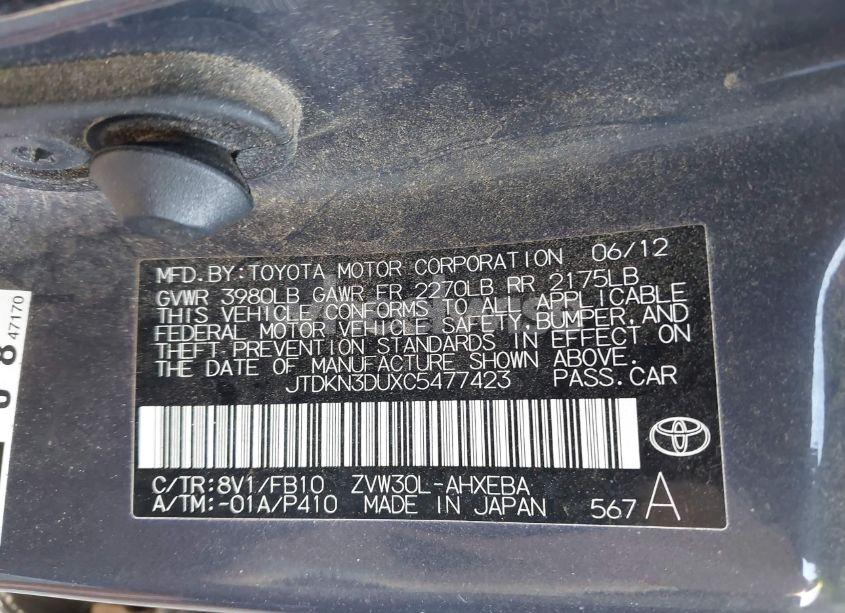 MFD.BY:TOYOTA MOTOR CORPORATION 06/12
GVWR 3980LB GAWR FR 2270LB RR 2175LB
THIS VEHICLE CONFORMS TO ALL APPLICABLE
FEDERAL MOTOR VEHICLE SAFETY,BUMPER,AND
THEFT PREVENTION STANDARDS IN EFFECT ON
THE DATE OF MANUFACTURE SHOWN ABOVE.
JTDKN3DUXC5477423 PASS.CAR
C/TR:8V1/FB10 ZVW30L-AHXEBA
A/TM:-01A/P410 MADE IN JAPAN 567 A
47170
8